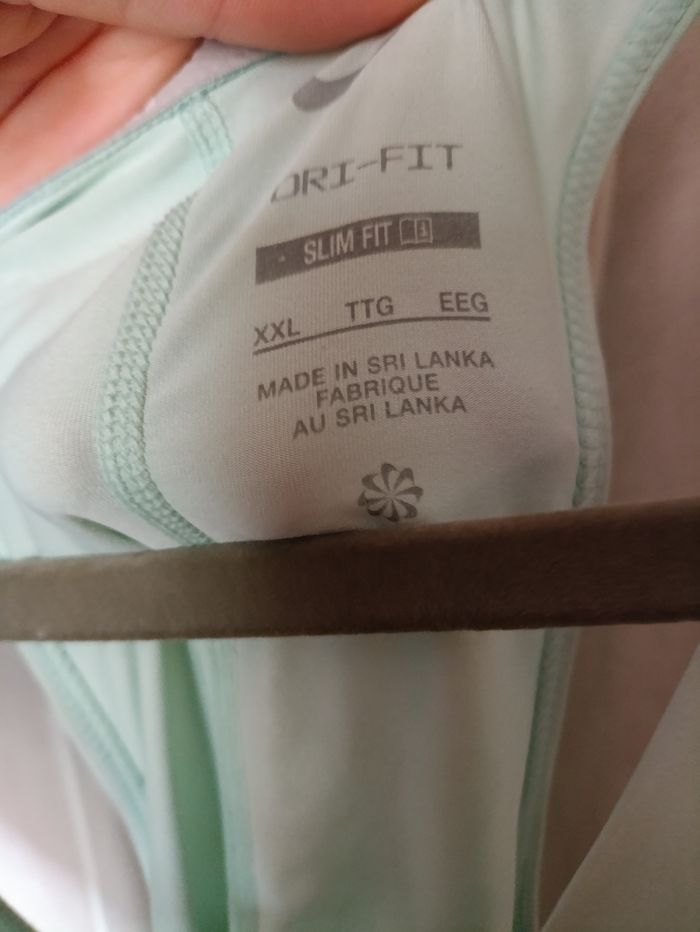 DRI-FIT
SLIM FIT
XXL TTG EEG
MADE IN SRI LANKA
FABRIQUE
AU SRI LANKA